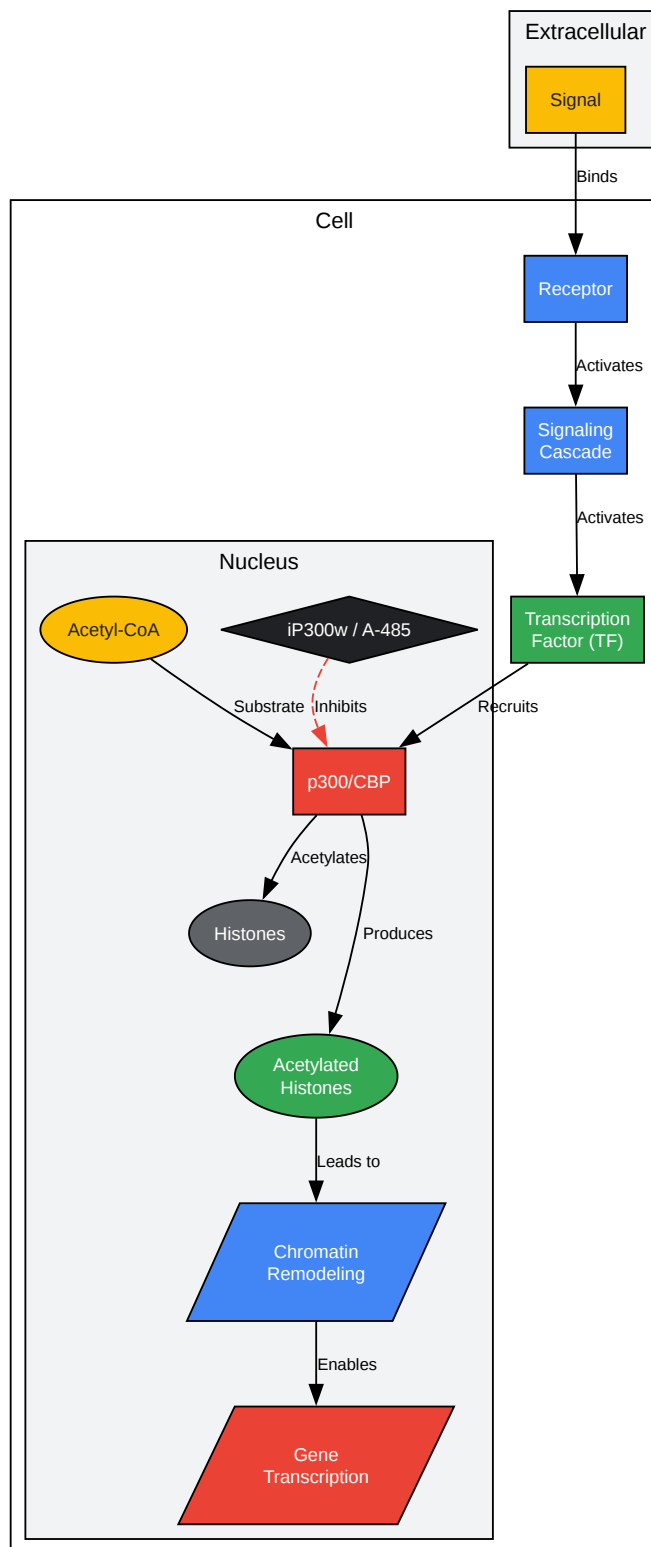 Extracellular
Signal
Binds
Cell
Receptor
Activates
Signaling
Cascade
Activates
Nucleus
Acetyl-CoA
iP300w / A-485
Transcription
Factor (TF)
Substrate
Inhibits
Recruits
p300/CBP
Acetylates
Histones
Produces
Acetylated
Histones
Leads to
Chromatin
Remodeling
Enables
Gene
Transcription